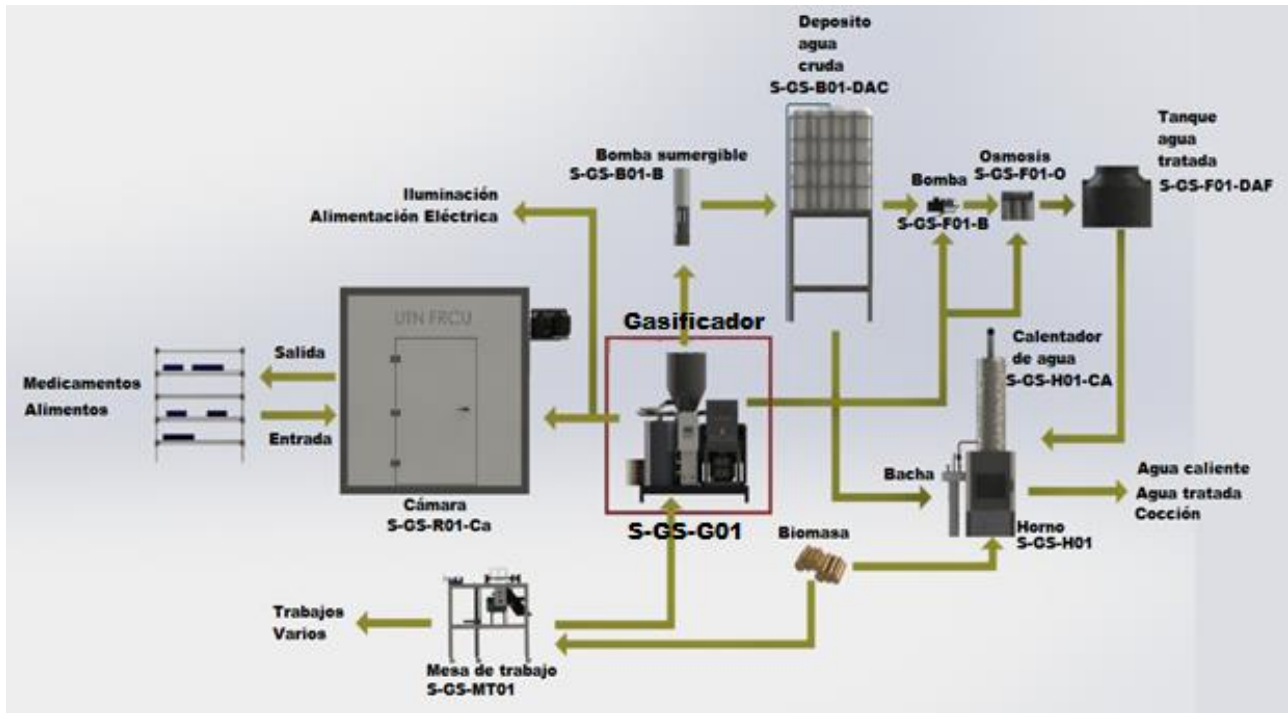 Deposito
agua
cruda
S-GS-B01-DAC
Tanque
agua
tratada
S-GS-F01-DAF
Bomba sumergible
S-GS-B01-B
Osmosis
S-GS-F01-O
Bomba
S-GS-F01-B
Iluminación
Alimentación Eléctrica
UTN FRCU
Gasificador
Calentador
de agua
S-GS-H01-CA
Salida
Medicamentos
Alimentos
Entrada
Bacha
Agua caliente
Agua tratada
Cocción
Cámara
S-GS-R01-Ca
S-GS-G01
Biomasa
Horno
S-GS-H01
Trabajos
Varios
Mesa de trabajo
S-GS-MT01